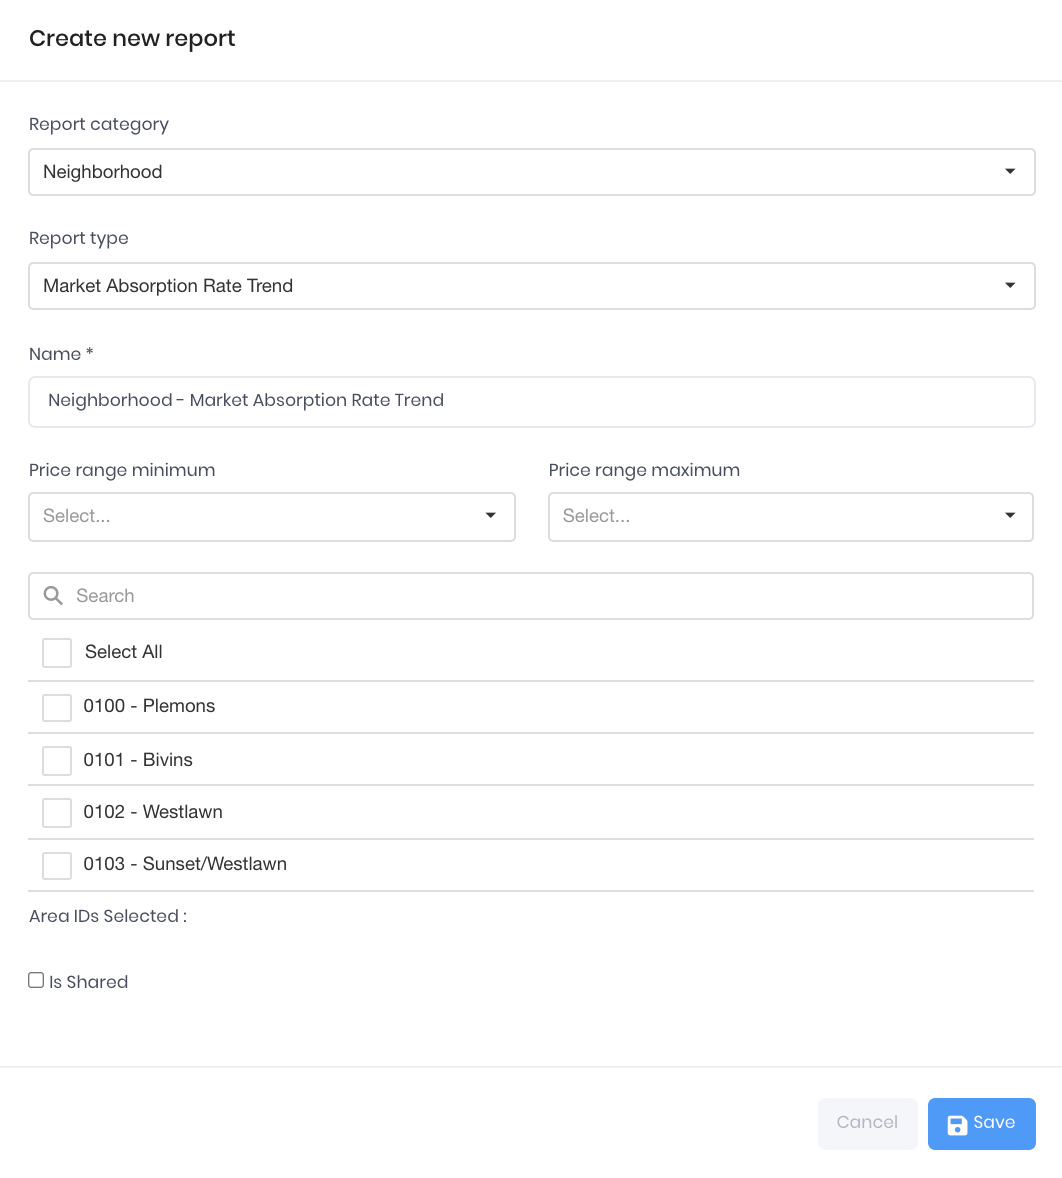 Create new report
Report category
Neighborhood
Report type
Market Absorption Rate Trend
Name *
Neighborhood - Market Absorption Rate Trend
Price range minimum
Price range maximum
Select...
Select...
Search
Select All
0100 - Plemons
0101 - Bivins
0102 - Westlawn
0103 - Sunset/Westlawn
Area IDs Selected :
Is Shared
Cancel
Save